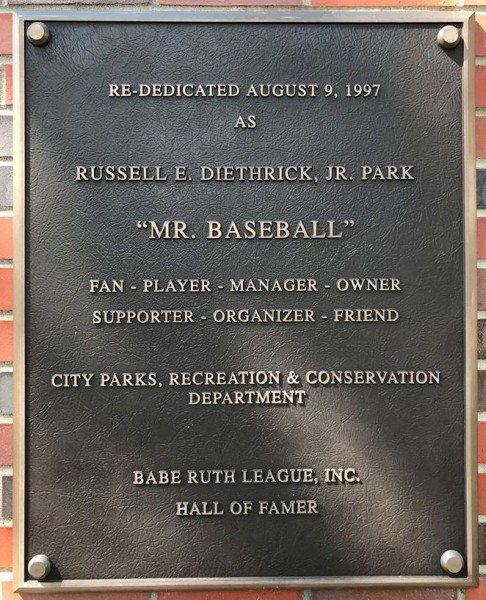 RE-DEDICATED AUGUST 9, 1997
AS
RUSSELL E. DIETHRICK, JR. PARK
“MR. BASEBALL”
FAN - PLAYER - MANAGER - OWNER
SUPPORTER - ORGANIZER - FRIEND
CITY PARKS, RECREATION & CONSERVATION
DEPARTMENT
BABE RUTH LEAGUE, INC.
HALL OF FAMER